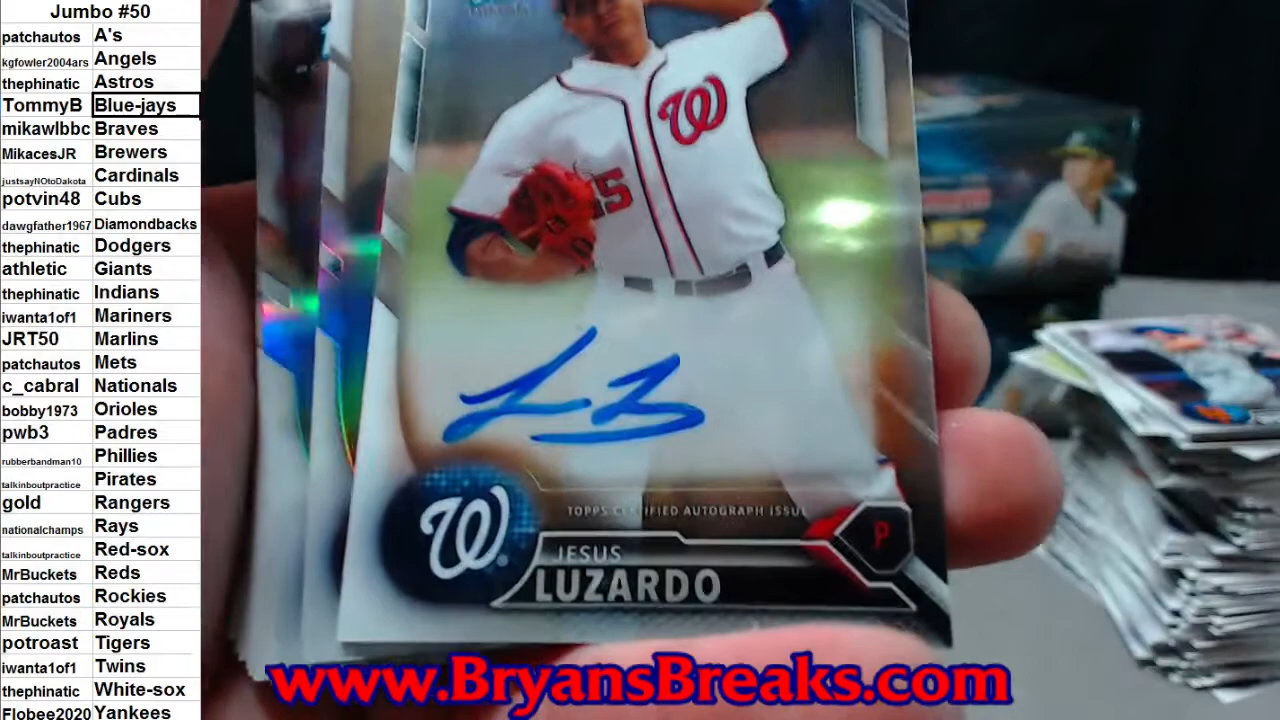 Jumbo #50
patchautos A's
kgfowler2004ars Angels
thephinatic Astros
TommyB Blue-jays
mikawlbbc Braves
MikacesJR Brewers
justsayNOtoDakota Cardinals
potvin48 Cubs
dawgfather1967 Diamondbacks
thephinatic Dodgers
athletic Giants
thephinatic Indians
iwanta1of1 Mariners
JRT50 Marlins
patchautos Mets
c_cabral Nationals
bobby1973 Orioles
pwb3 Padres
rubberbandman10 Phillies
talkinboutpractice Pirates
gold Rangers
nationalchamps Rays
talkinboutpractice Red-sox
MrBuckets Reds
patchautos Rockies
MrBuckets Royals
potroast Tigers
iwanta1of1 Twins
thephinatic White-sox
Flobee2020 Yankees
W
TOPPS CERTIFIED AUTOGRAPH ISSUE
W
JESUS
LUZARDO
P
www.BryansBreaks.com